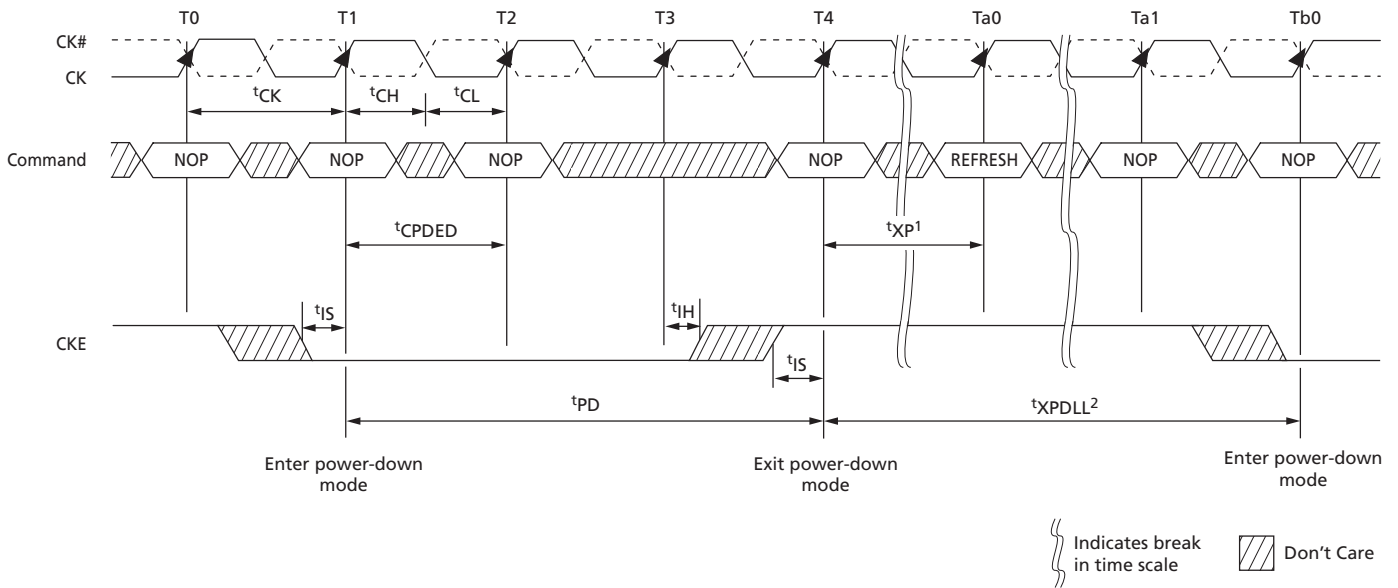 T0 T1 T2 T3 T4 Ta0 Ta1 Tb0
CK#
CK
tCK tCH tCL
Command NOP NOP NOP NOP REFRESH NOP NOP
tCPDED tXP1
tIS tIH
CKE
tIS
tPD tXPDLL2
Enter power-down
mode
Exit power-down
mode
Enter power-down
mode
Indicates break
in time scale
Don't Care